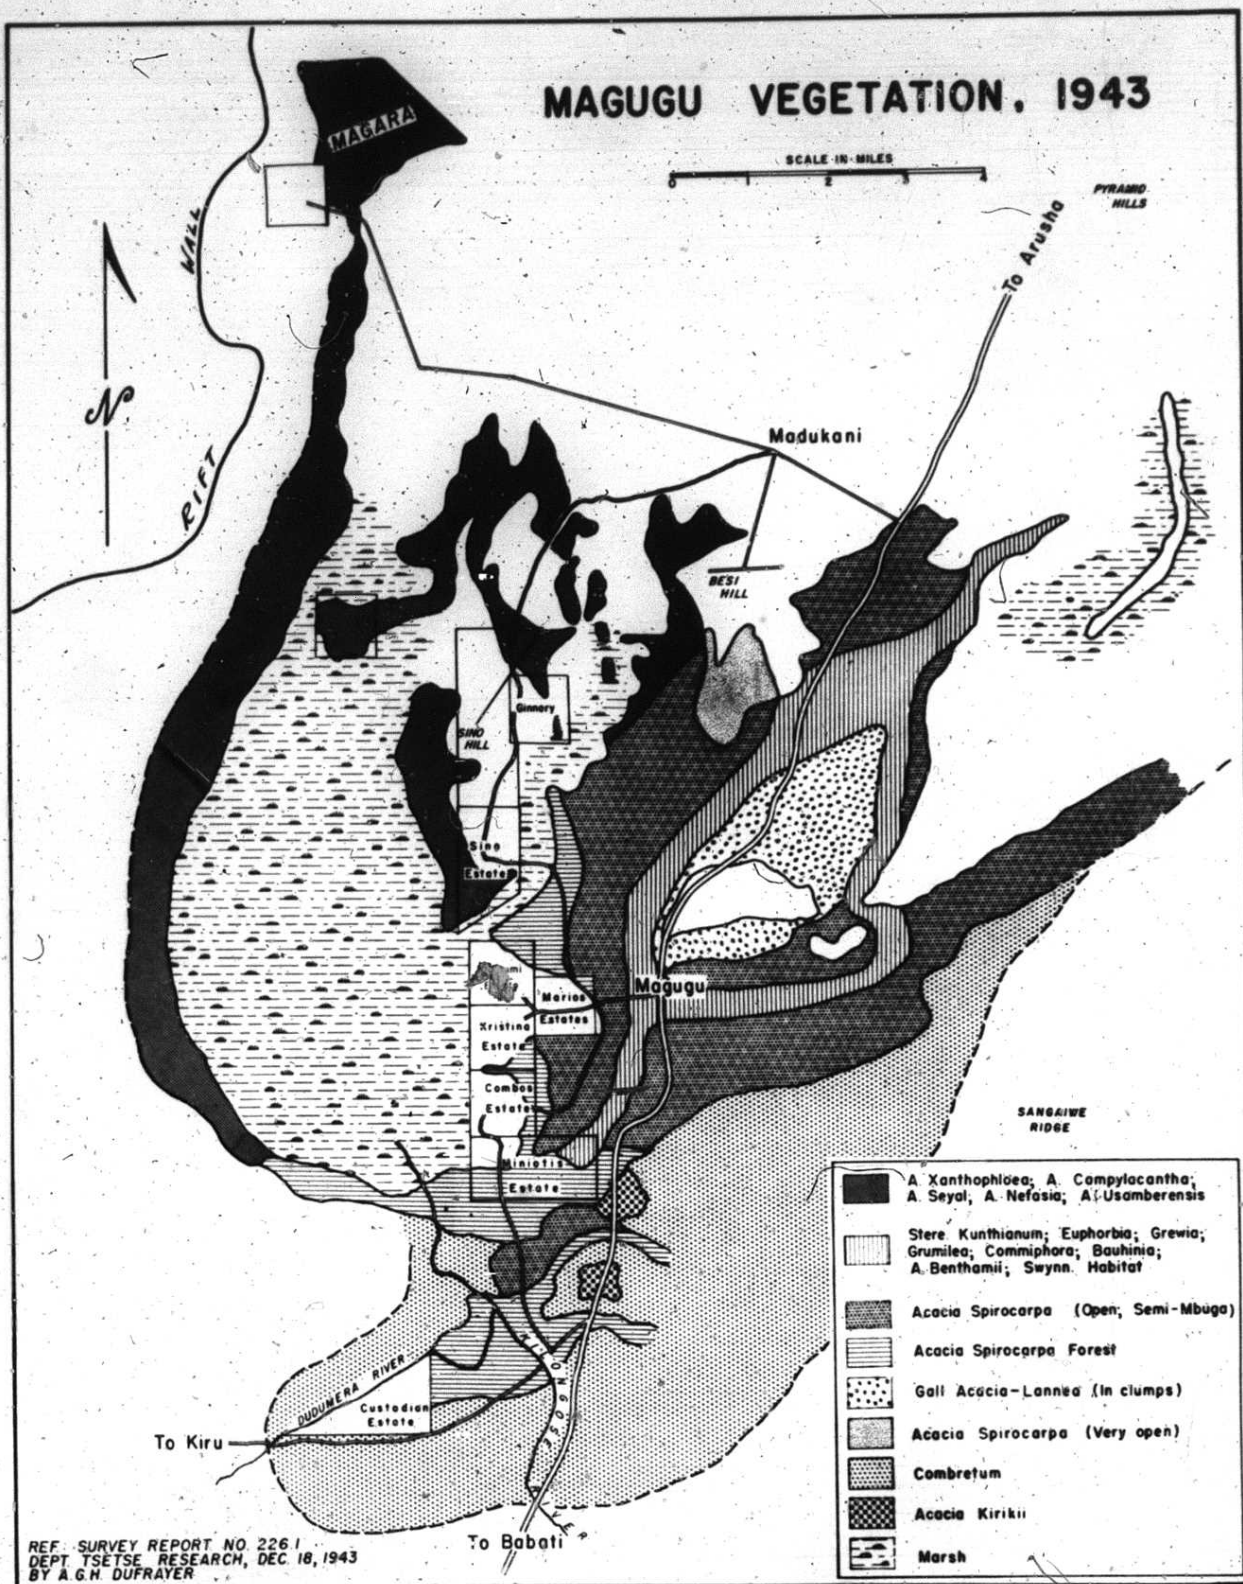 MAGUGU VEGETATION, 1943
SCALE IN MILES
0 1 2 3 4
MAGARA
PYRAMID
HILLS
WALL
RIFT
N
To Arusha
Madukani
BESI
HILL
Ginnery
SINO
HILL
Sino
Estate
Magugu
Marios
Estates
Kristina
Estate
Combos
Estate
Miniotis
Estate
SANGAIWE
RIDGE
DUDUMERA RIVER
Custodian
Estate
KILONGOSE RIVER
To Kiru
To Babati
A. Xanthophloea; A. Campylacantha;
A. Seyal; A. Nefasia; A. Usamberensis
Stere. Kunthianum; Euphorbia; Grewia;
Grumilea; Commiphora; Bauhinia;
A. Benthamii; Swynn. Habitat
Acacia Spirocarpa (Open, Semi-Mbuga)
Acacia Spirocarpa Forest
Gall Acacia-Lannea (In clumps)
Acacia Spirocarpa (Very open)
Combretum
Acacia Kirikii
Marsh
REF. SURVEY REPORT NO. 226.1
DEPT. TSETSE RESEARCH, DEC. 18, 1943
BY A.G.H. DUFRAYER